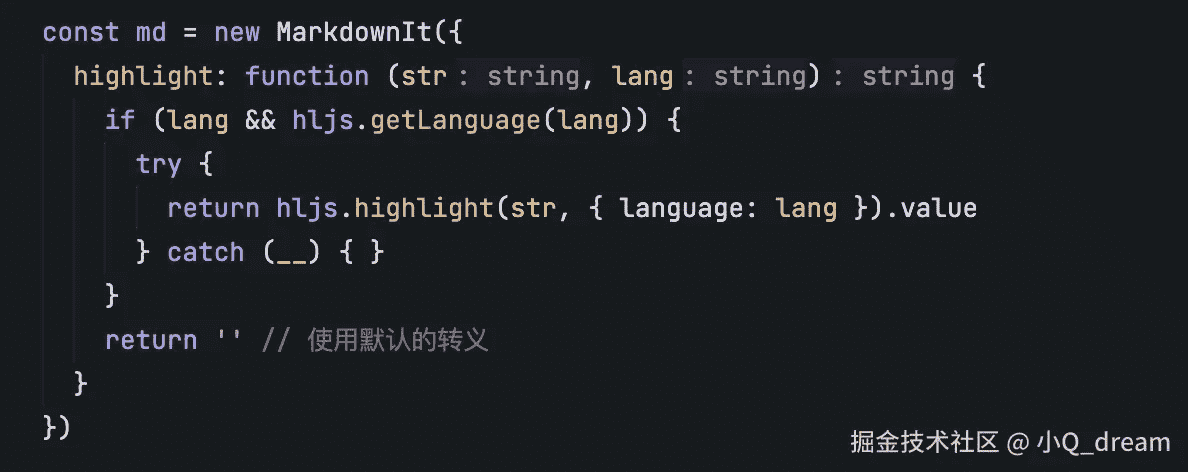 const md = new MarkdownIt({
  highlight: function (str: string, lang: string): string {
    if (lang && hljs.getLanguage(lang)) {
      try {
        return hljs.highlight(str, { language: lang }).value
      } catch (__) { }
    }
    return '' // 使用默认的转义
  }
})
掘金技术社区 @ 小Q_dream